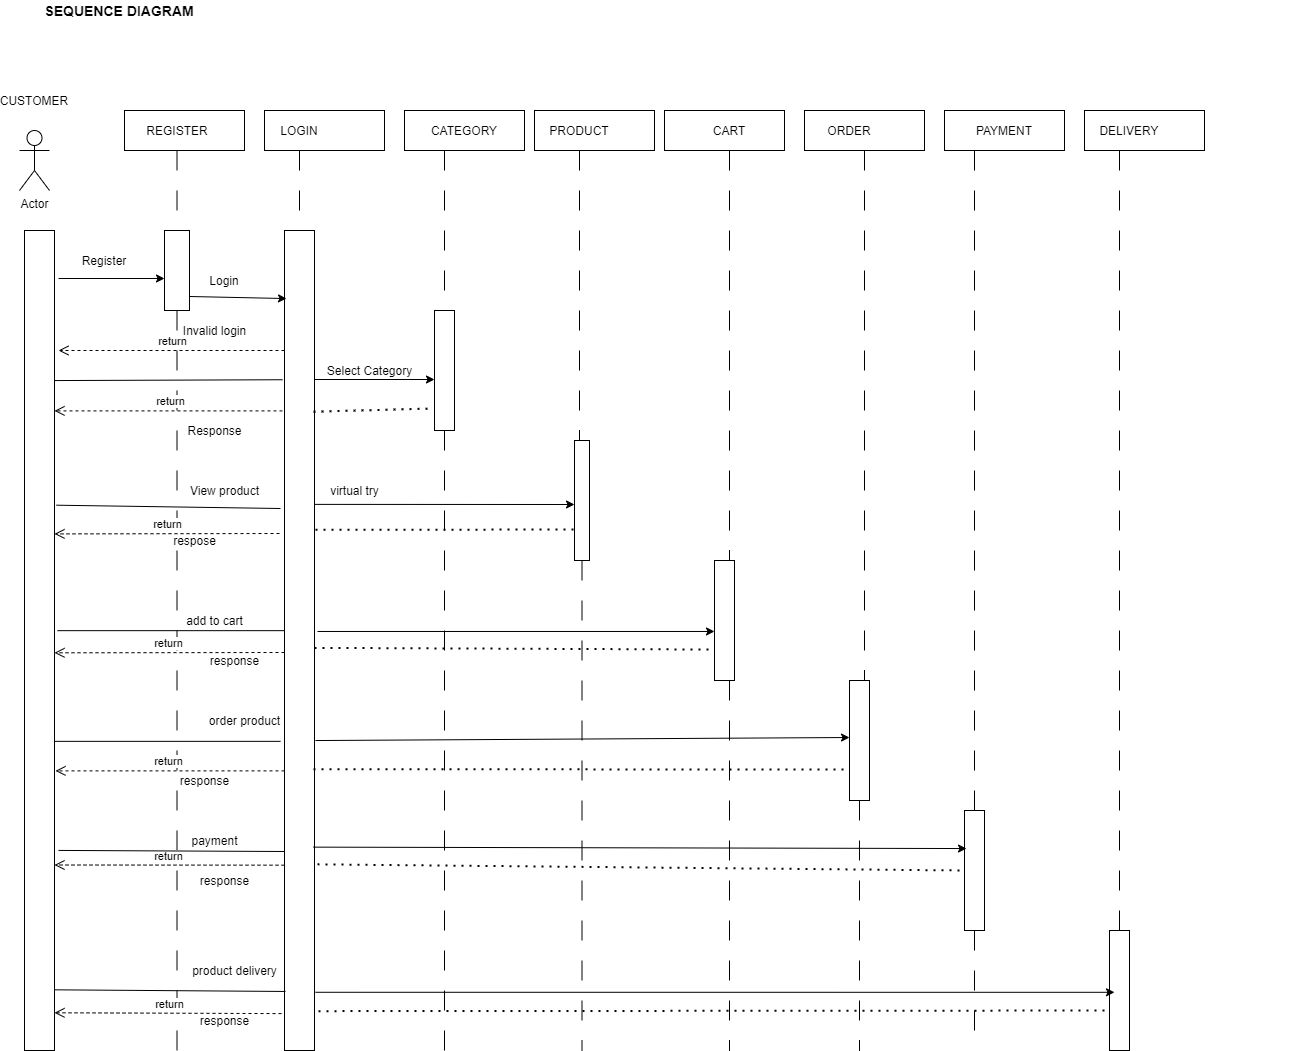 SEQUENCE DIAGRAM
CUSTOMER
REGISTER
LOGIN
CATEGORY
PRODUCT
CART
ORDER
PAYMENT
DELIVERY
Actor
Register
Login
Invalid login
return
Select Category
return
Response
View product
virtual try
return
respose
add to cart
return
response
order product
return
response
payment
return
response
product delivery
return
response